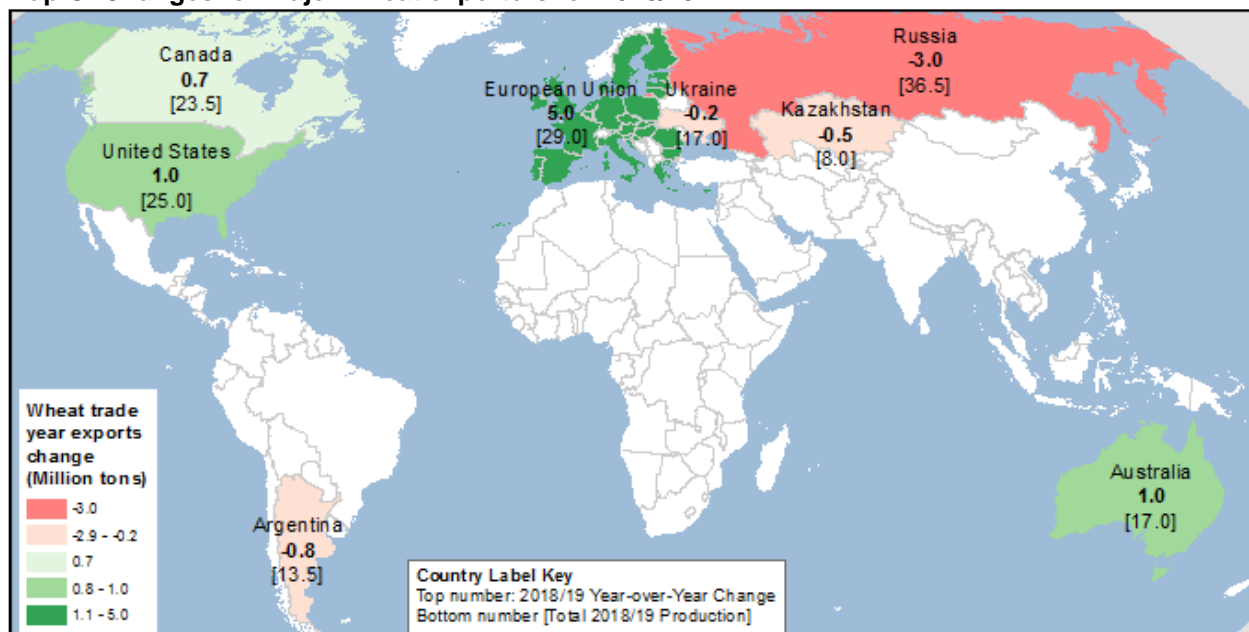 Canada
0.7
[23.5]
United States
1.0
[25.0]
European Union
5.0
[29.0]
Ukraine
-0.2
[17.0]
Russia
-3.0
[36.5]
Kazakhstan
-0.5
[8.0]
Argentina
-0.8
[13.5]
Australia
1.0
[17.0]
Wheat trade
year exports
change
(Million tons)
-3.0
-2.9 - -0.2
0.7
0.8 - 1.0
1.1 - 5.0
Country Label Key
Top number: 2018/19 Year-over-Year Change
Bottom number [Total 2018/19 Production]